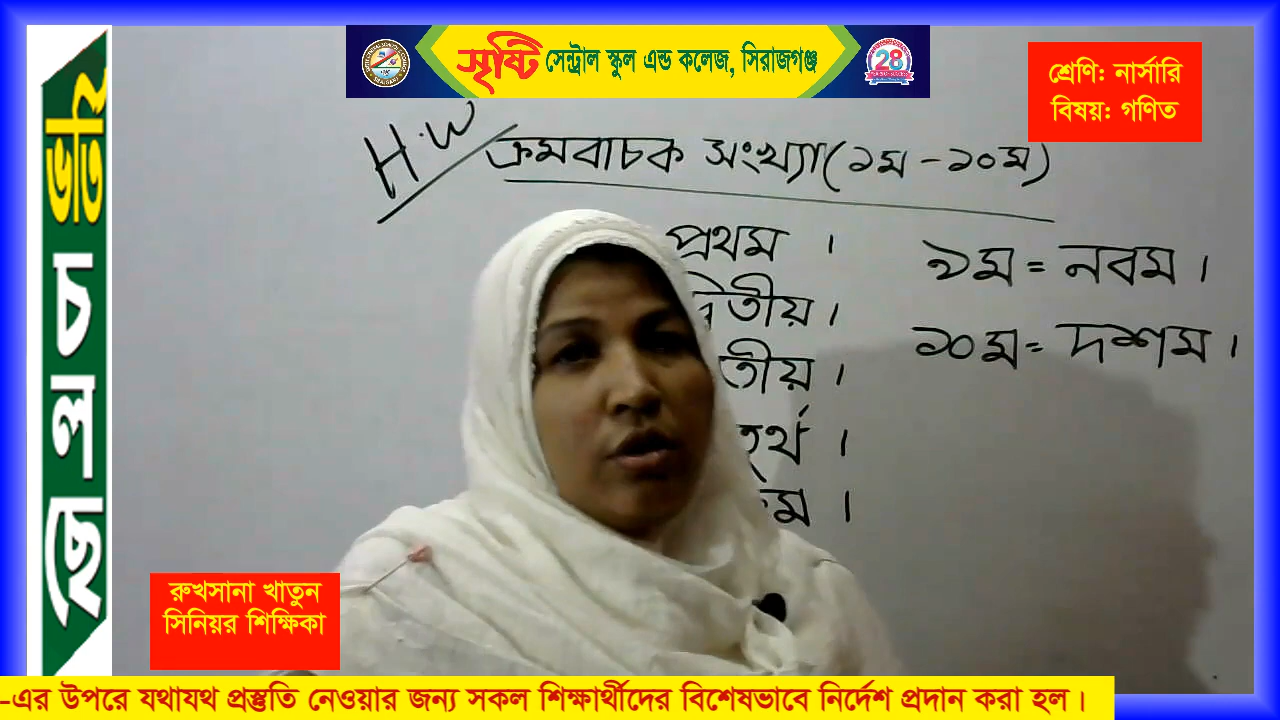 সৃষ্টি সেন্ট্রাল স্কুল এন্ড কলেজ, সিরাজগঞ্জ
28
শ্রেণি: নার্সারি
বিষয়: গণিত
ভর্তি চলছে
H.W
ক্রমবাচক সংখ্যা (১ম - ১০ম)
প্রথম ।
দ্বিতীয় ।
তীয় ।
র্থ ।
ম ।
৯ম = নবম ।
১০ম = দশম ।
রুখসানা খাতুন
সিনিয়র শিক্ষিকা
-এর উপরে যথাযথ প্রস্তুতি নেওয়ার জন্য সকল শিক্ষার্থীদের বিশেষভাবে নির্দেশ প্রদান করা হল।